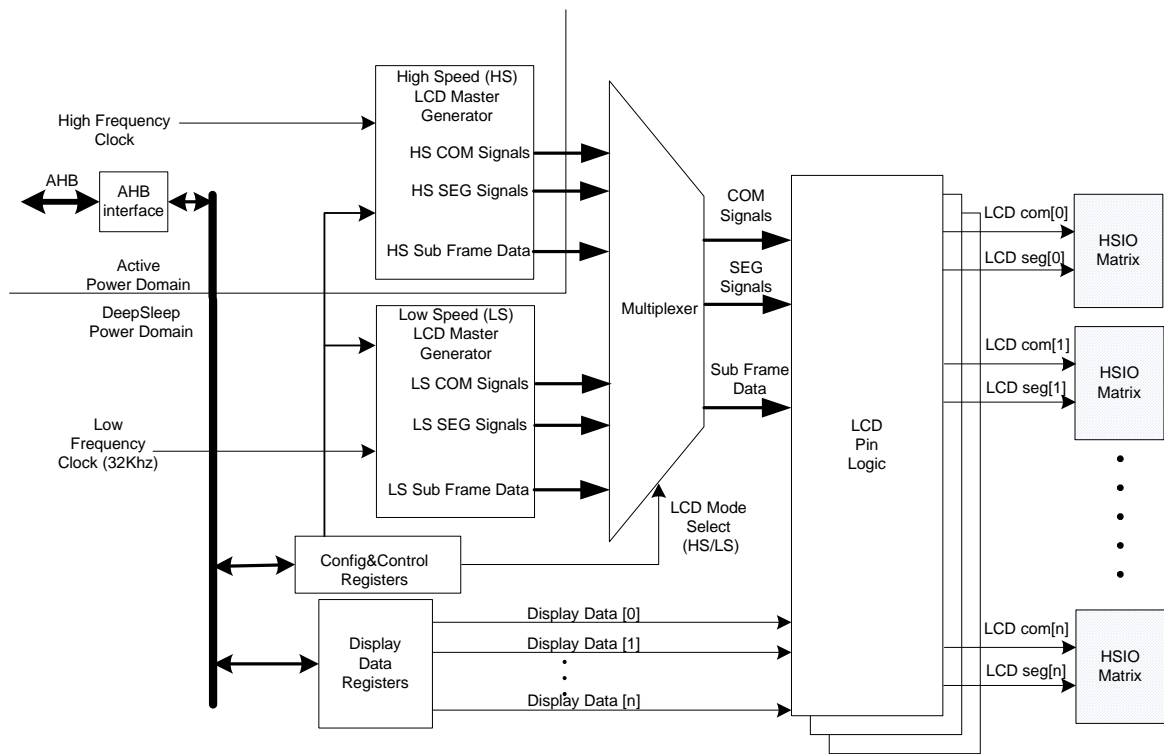 High Speed (HS)
LCD Master
Generator
High Frequency
Clock
HS COM Signals
HS SEG Signals
HS Sub Frame Data
AHB
AHB
interface
Active
Power Domain
DeepSleep
Power Domain
Low Speed (LS)
LCD Master
Generator
LS COM Signals
LS SEG Signals
LS Sub Frame Data
Low
Frequency
Clock (32Khz)
Multiplexer
COM
Signals
SEG
Signals
Sub Frame
Data
LCD Mode
Select
(HS/LS)
Config&Control
Registers
Display
Data
Registers
Display Data [0]
Display Data [1]
Display Data [n]
LCD
Pin
Logic
LCD com[0]
LCD seg[0]
HSIO
Matrix
LCD com[1]
LCD seg[1]
HSIO
Matrix
LCD com[n]
LCD seg[n]
HSIO
Matrix